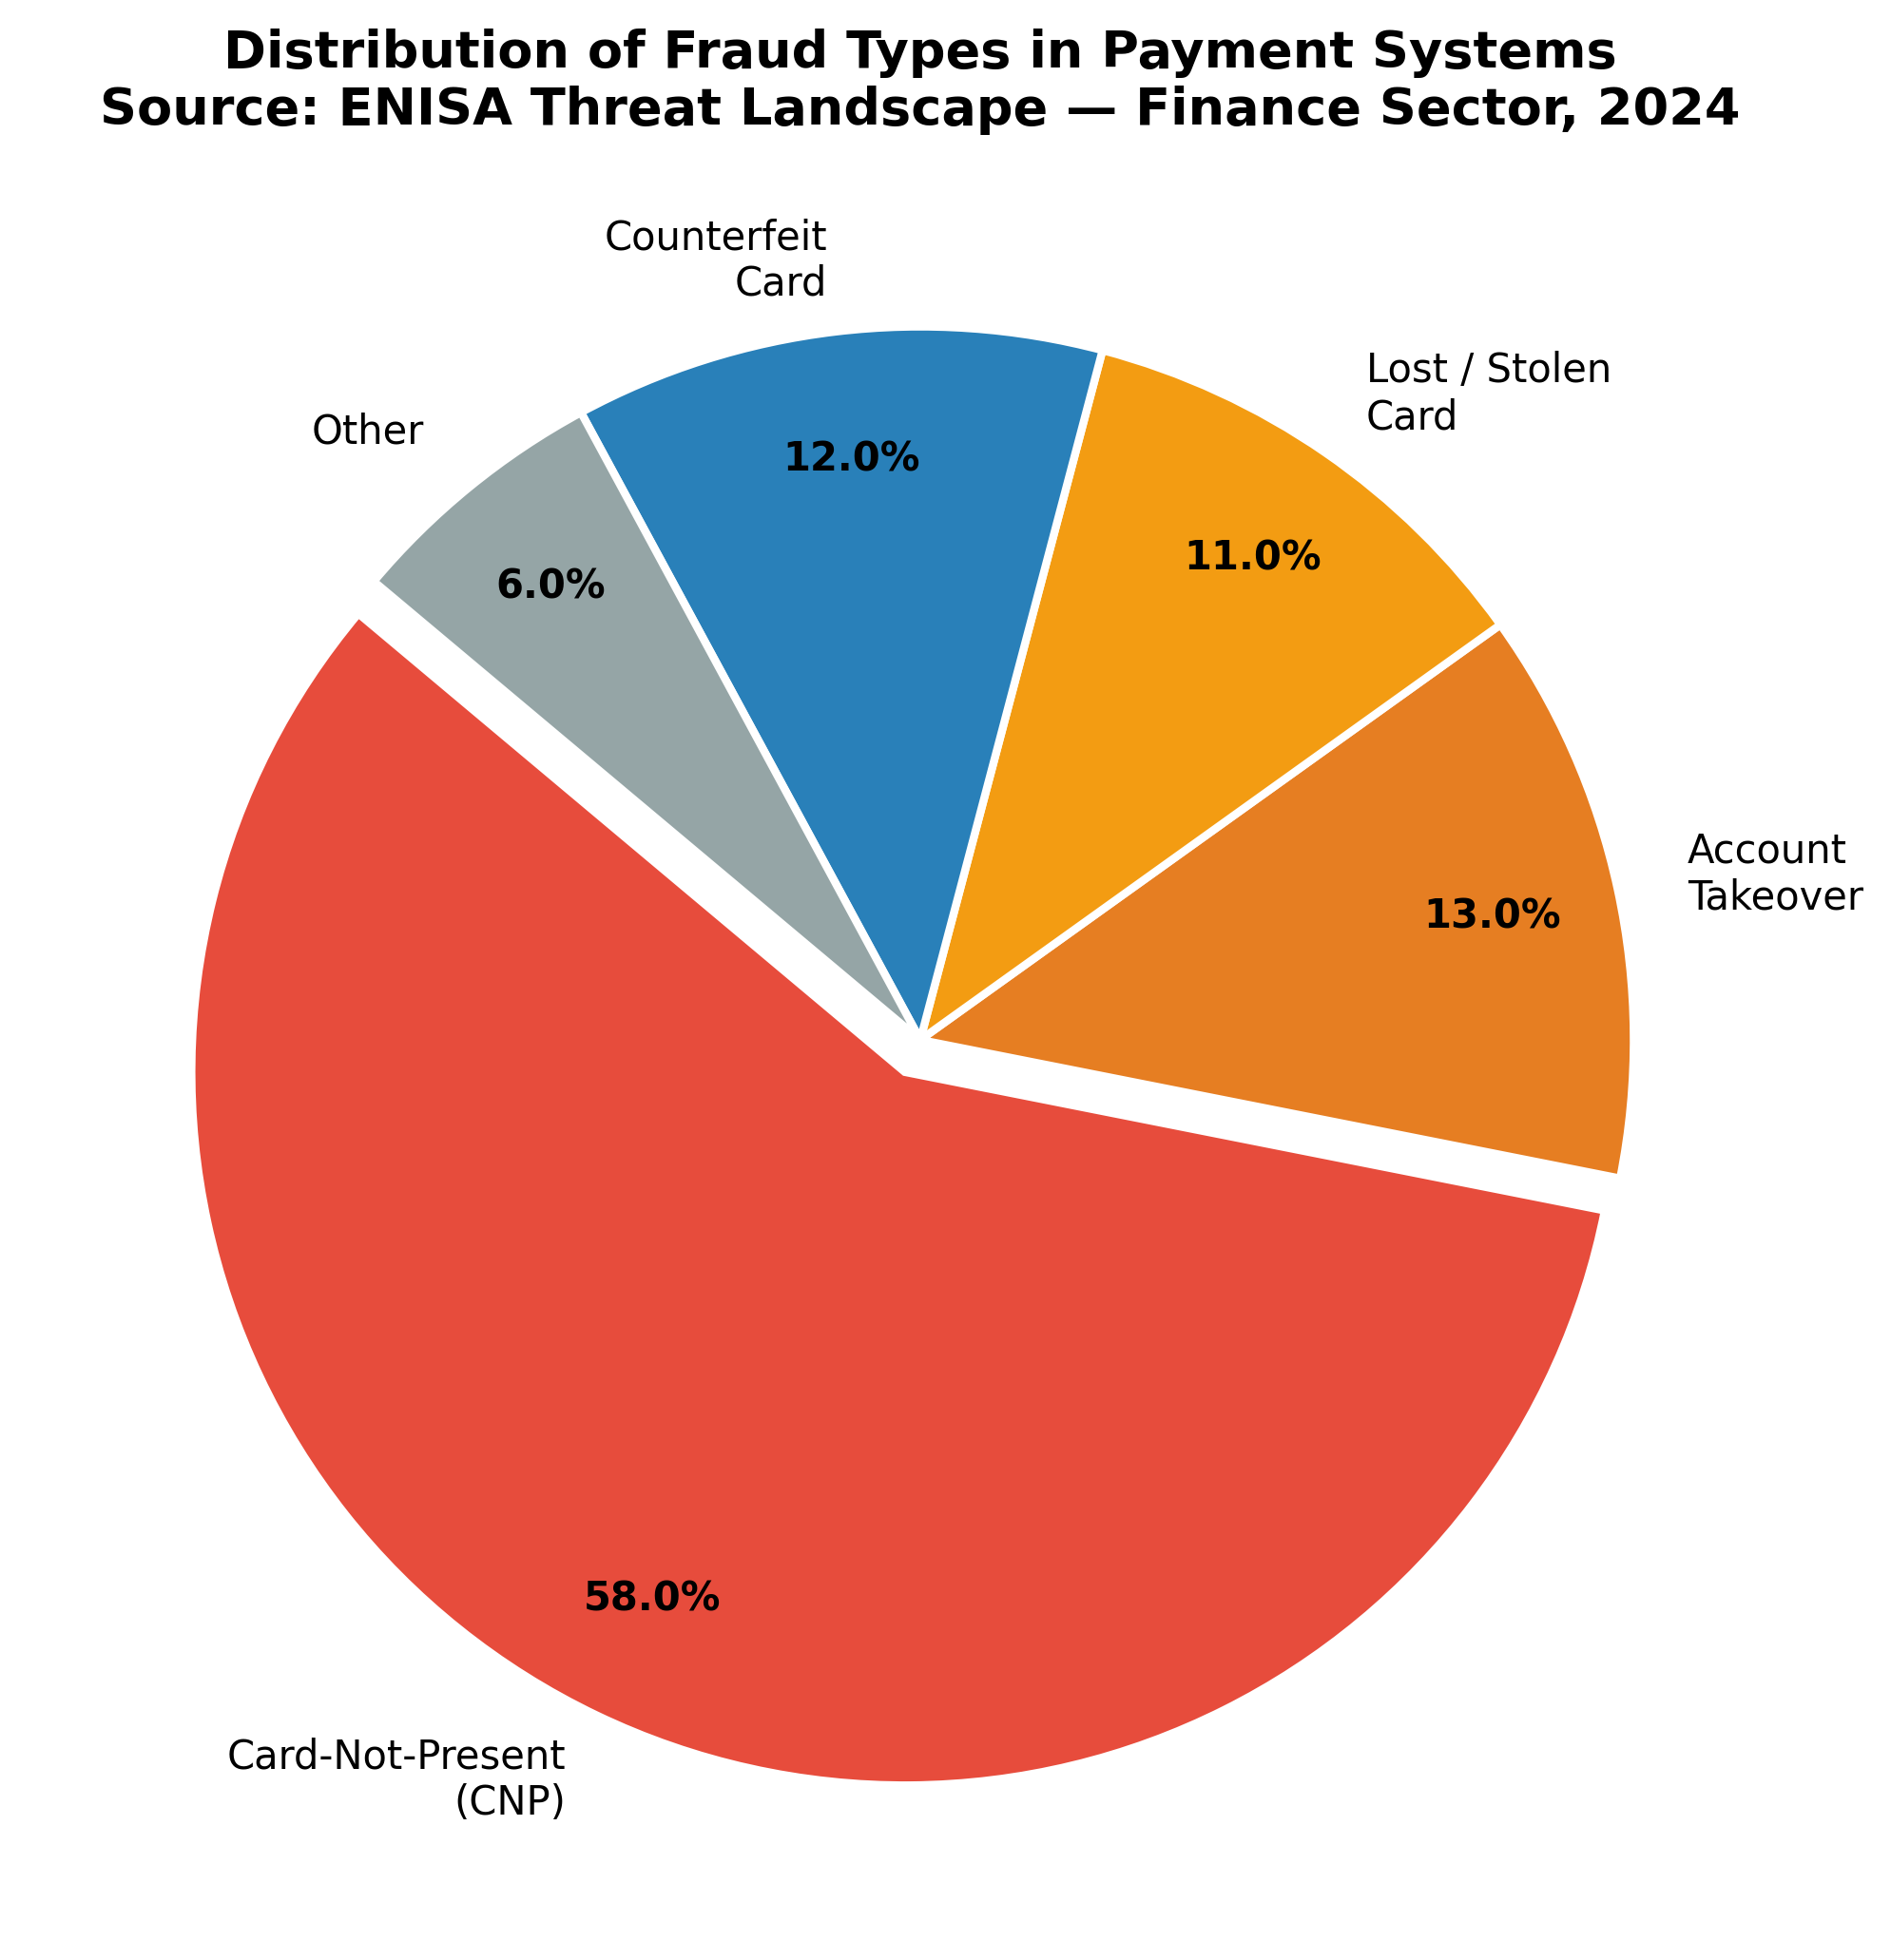 Distribution of Fraud Types in Payment Systems
Source: ENISA Threat Landscape — Finance Sector, 2024
Counterfeit
Card
Lost / Stolen
Card
Other
12.0%
11.0%
6.0%
Account
Takeover
13.0%
58.0%
Card-Not-Present
(CNP)